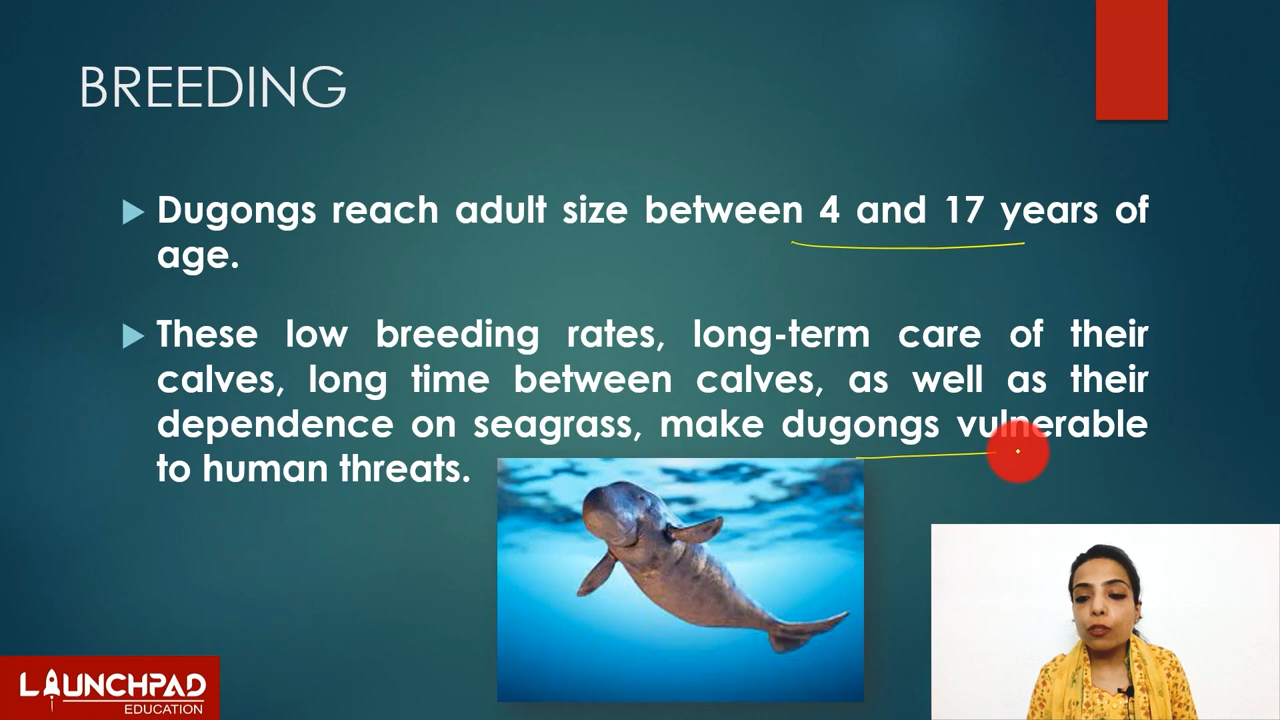 BREEDING
Dugongs reach adult size between 4 and 17 years of
age.
These low breeding rates, long-term care of their
calves, long time between calves, as well as their
dependence on seagrass, make dugongs vulnerable
to human threats.
LAUNCHPAD
EDUCATION